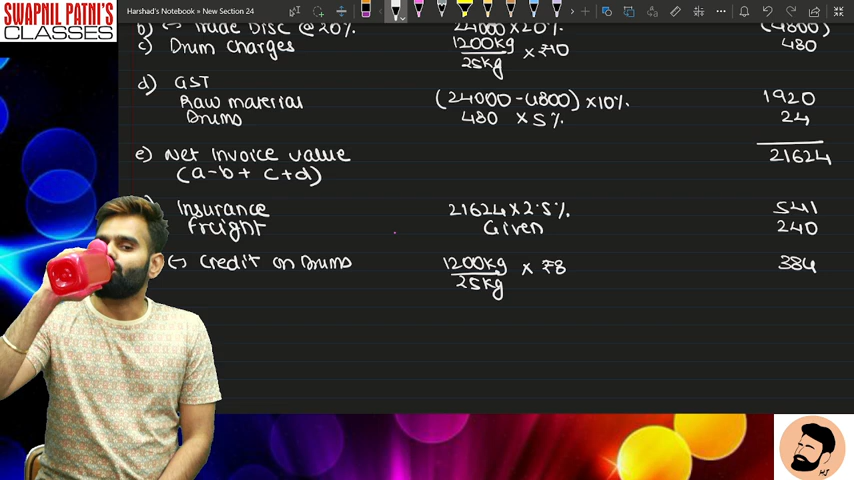 SWAPNIL PATNI'S
CLASSES
Harshad's Notebook » New Section 24
b) (-) Trade Disc @ 20%. 24000 × 20%. (4800)
c) Drum charges 1200kg/25kg × ₹10 480
d) GST
Raw material (24000 - 4800) × 10%. 1920
Drums 480 × 5%. 24
e) Net Invoice value 21624
(a-b + c+d)
Insurance 21624 × 2.5%. 541
Freight Given 240
(-) Credit on Drums 1200kg/25kg × ₹8 384